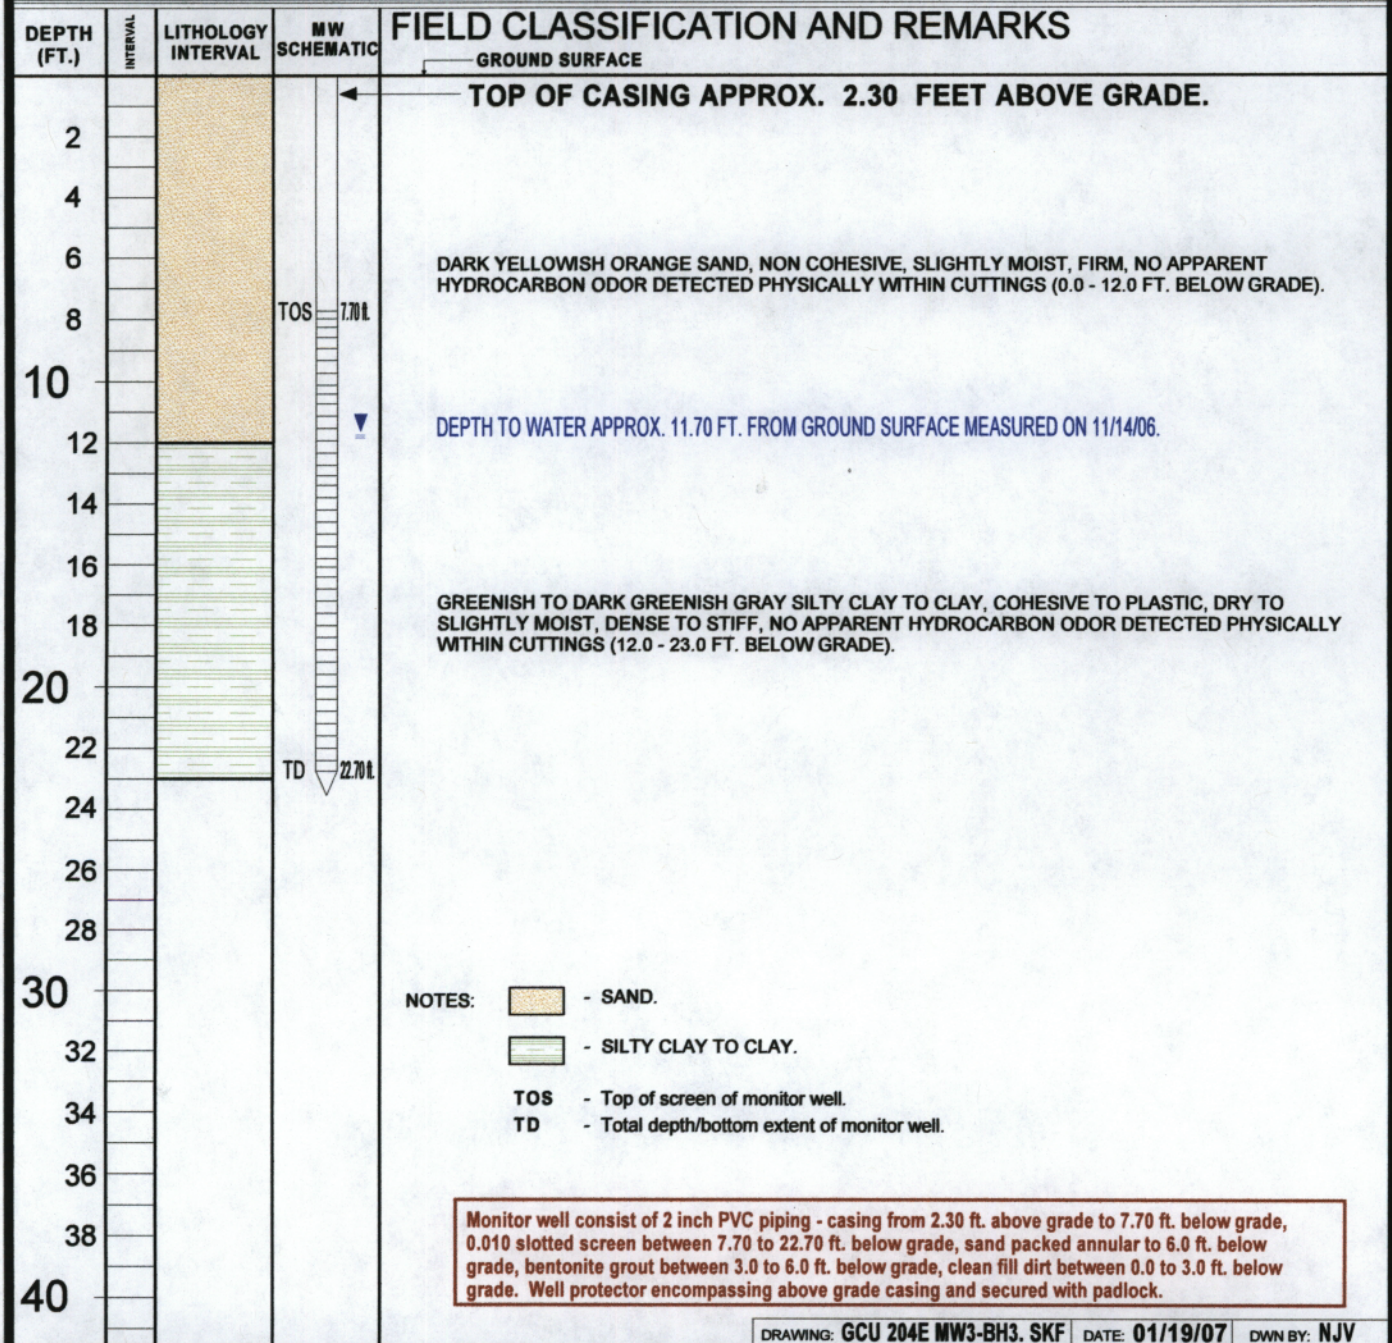 DEPTH (FT.)
INTERVAL
LITHOLOGY INTERVAL
MW SCHEMATIC
FIELD CLASSIFICATION AND REMARKS
GROUND SURFACE
TOP OF CASING APPROX. 2.30 FEET ABOVE GRADE.
2
4
6
DARK YELLOWISH ORANGE SAND, NON COHESIVE, SLIGHTLY MOIST, FIRM, NO APPARENT
HYDROCARBON ODOR DETECTED PHYSICALLY WITHIN CUTTINGS (0.0 - 12.0 FT. BELOW GRADE).
TOS 7.70 ft.
8
10
DEPTH TO WATER APPROX. 11.70 FT. FROM GROUND SURFACE MEASURED ON 11/14/06.
12
14
16
GREENISH TO DARK GREENISH GRAY SILTY CLAY TO CLAY, COHESIVE TO PLASTIC, DRY TO
18
SLIGHTLY MOIST, DENSE TO STIFF, NO APPARENT HYDROCARBON ODOR DETECTED PHYSICALLY
WITHIN CUTTINGS (12.0 - 23.0 FT. BELOW GRADE).
20
22
TD 22.70 ft.
24
26
28
30
NOTES: - SAND.
32
- SILTY CLAY TO CLAY.
TOS - Top of screen of monitor well.
34
TD - Total depth/bottom extent of monitor well.
36
Monitor well consist of 2 inch PVC piping - casing from 2.30 ft. above grade to 7.70 ft. below grade,
38
0.010 slotted screen between 7.70 to 22.70 ft. below grade, sand packed annular to 6.0 ft. below
grade, bentonite grout between 3.0 to 6.0 ft. below grade, clean fill dirt between 0.0 to 3.0 ft. below
grade. Well protector encompassing above grade casing and secured with padlock.
40
DRAWING: GCU 204E MW3-BH3. SKF DATE: 01/19/07 DWN BY: NJV